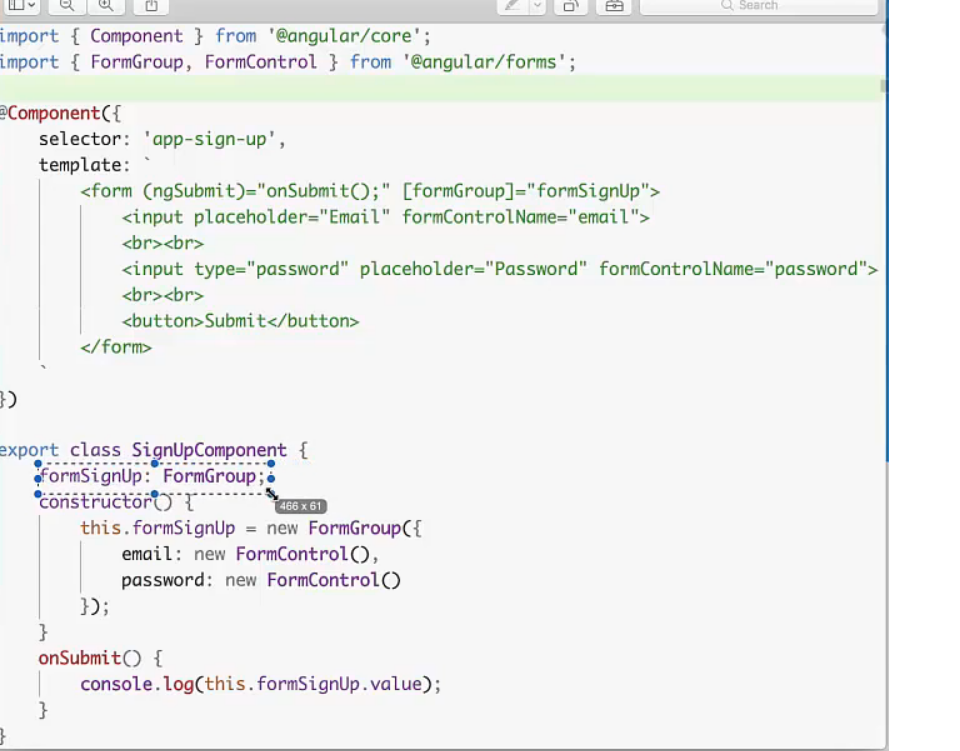 Search
import { Component } from '@angular/core';
import { FormGroup, FormControl } from '@angular/forms';
@Component({
selector: 'app-sign-up',
template: `
<form (ngSubmit)="onSubmit();" [formGroup]="formSignUp">
<input placeholder="Email" formControlName="email">
<br><br>
<input type="password" placeholder="Password" formControlName="password">
<br><br>
<button>Submit</button>
</form>
`
})
export class SignUpComponent {
formSignUp: FormGroup;
466 x 61
constructor() {
this.formSignUp = new FormGroup({
email: new FormControl(),
password: new FormControl()
});
}
onSubmit() {
console.log(this.formSignUp.value);
}
}